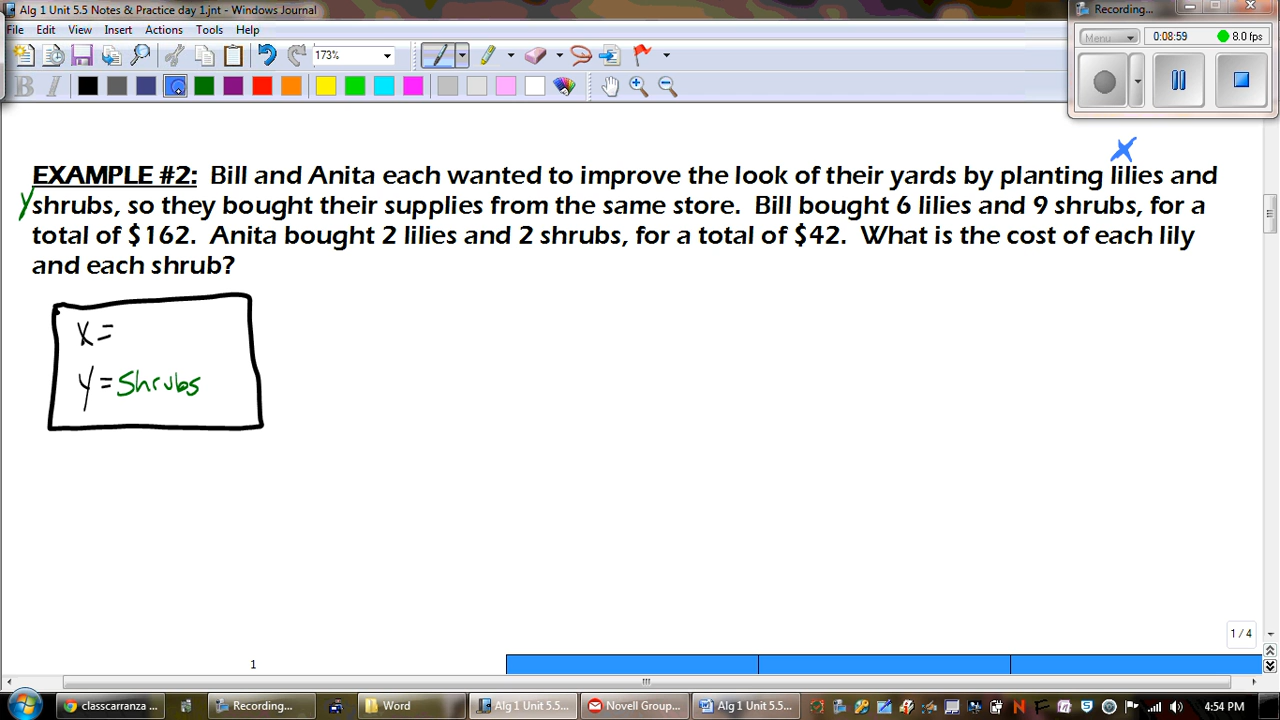 Alg 1 Unit 5.5 Notes & Practice day 1.jnt - Windows Journal
Recording...
File Edit View Insert Actions Tools Help
Menu 0:08:59 8.0 fps
173%
B I
x
EXAMPLE #2: Bill and Anita each wanted to improve the look of their yards by planting lilies and
y shrubs, so they bought their supplies from the same store. Bill bought 6 lilies and 9 shrubs, for a
total of $162. Anita bought 2 lilies and 2 shrubs, for a total of $42. What is the cost of each lily
and each shrub?
x =
y = Shrubs
1 / 4
1
classcarranza ... Recording... Word Alg 1 Unit 5.5... Novell Group... Alg 1 Unit 5.5... 4:54 PM